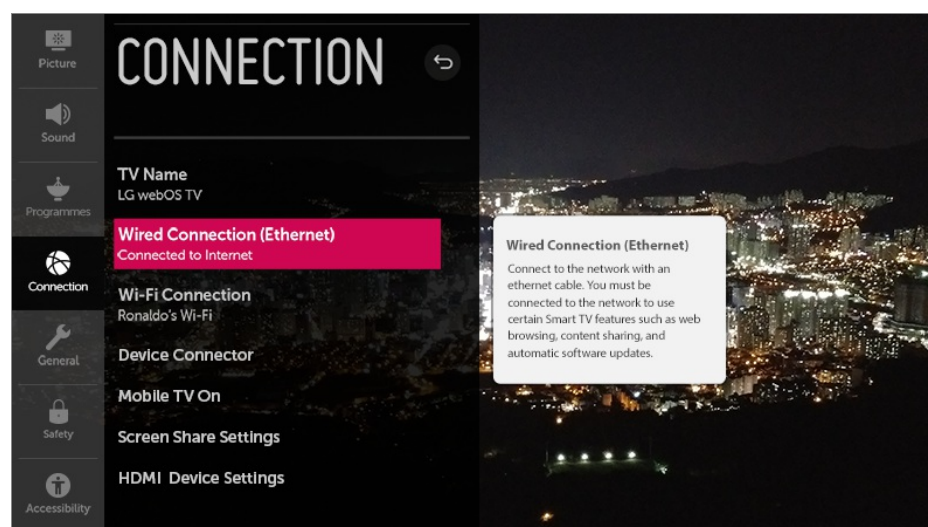 Picture
Sound
Programmes
Connection
General
Safety
Accessibility
CONNECTION
TV Name
LG webOS TV
Wired Connection (Ethernet)
Connected to Internet
Wi-Fi Connection
Ronaldo's Wi-Fi
Device Connector
Mobile TV On
Screen Share Settings
HDMI Device Settings
Wired Connection (Ethernet)
Connect to the network with an
ethernet cable. You must be
connected to the network to use
certain Smart TV features such as web
browsing, content sharing, and
automatic software updates.